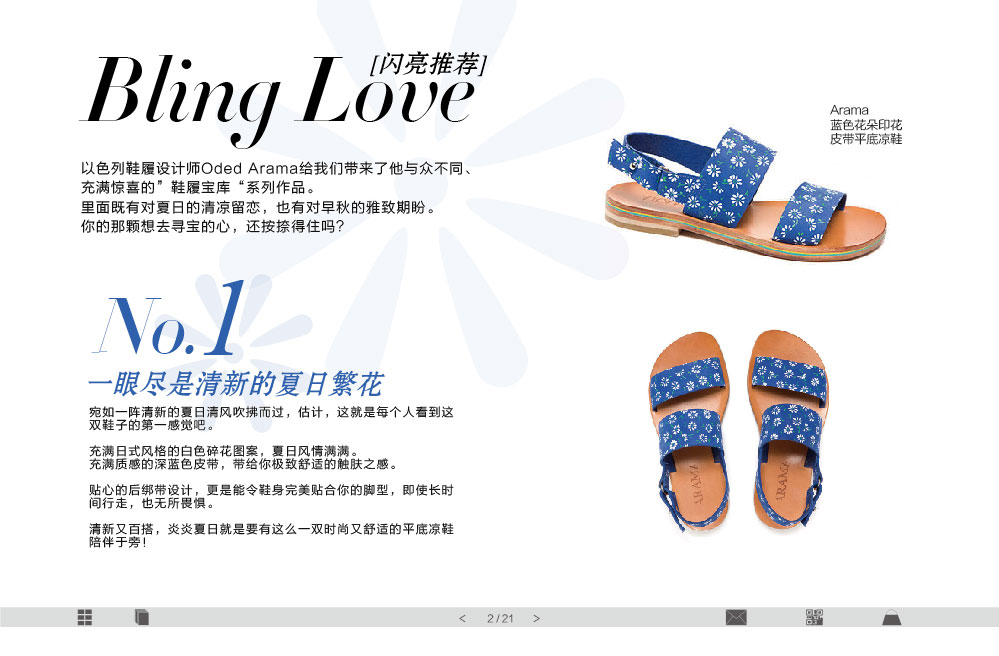 Bling Love
[闪亮推荐]
以色列鞋履设计师Oded Arama给我们带来了他与众不同、
充满惊喜的”鞋履宝库“系列作品。
里面既有对夏日的清凉留恋，也有对早秋的雅致期盼。
你的那颗想去寻宝的心，还按捺得住吗？
Arama
蓝色花朵印花
皮带平底凉鞋
No.1
一眼尽是清新的夏日繁花
宛如一阵清新的夏日清风吹拂而过，估计，这就是每个人看到这
双鞋子的第一感觉吧。
充满日式风格的白色碎花图案，夏日风情满满。
充满质感的深蓝色皮带，带给你极致舒适的触肤之感。
贴心的后绑带设计，更是能令鞋身完美贴合你的脚型，即使长时
间行走，也无所畏惧。
清新又百搭，炎炎夏日就是要有这么一双时尚又舒适的平底凉鞋
陪伴于旁！
ARAMA
ARAMA
< 2/21 >